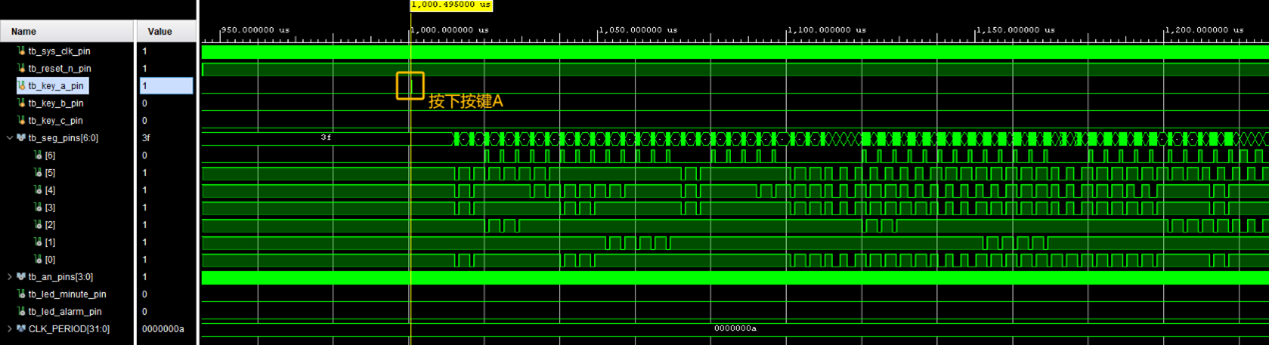 1,000.495000 us
Name Value
950.000000 us 1,000.000000 us 1,050.000000 us 1,100.000000 us 1,150.000000 us 1,200.000000 us
tb_sys_clk_pin 1
tb_reset_n_pin 1
tb_key_a_pin 1
按下按键A
tb_key_b_pin 0
tb_key_c_pin 0
tb_seg_pins[6:0] 3f 3f
[6] 0
[5] 1
[4] 1
[3] 1
[2] 1
[1] 1
[0] 1
tb_an_pins[3:0] 1
tb_led_minute_pin 0
tb_led_alarm_pin 0
CLK_PERIOD[31:0] 0000000a 0000000a